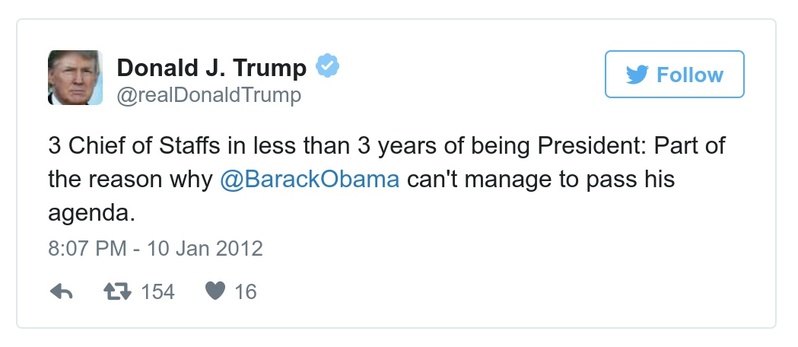 Donald J. Trump
@realDonaldTrump
Follow
3 Chief of Staffs in less than 3 years of being President: Part of
the reason why @BarackObama can't manage to pass his
agenda.
8:07 PM - 10 Jan 2012
154 16